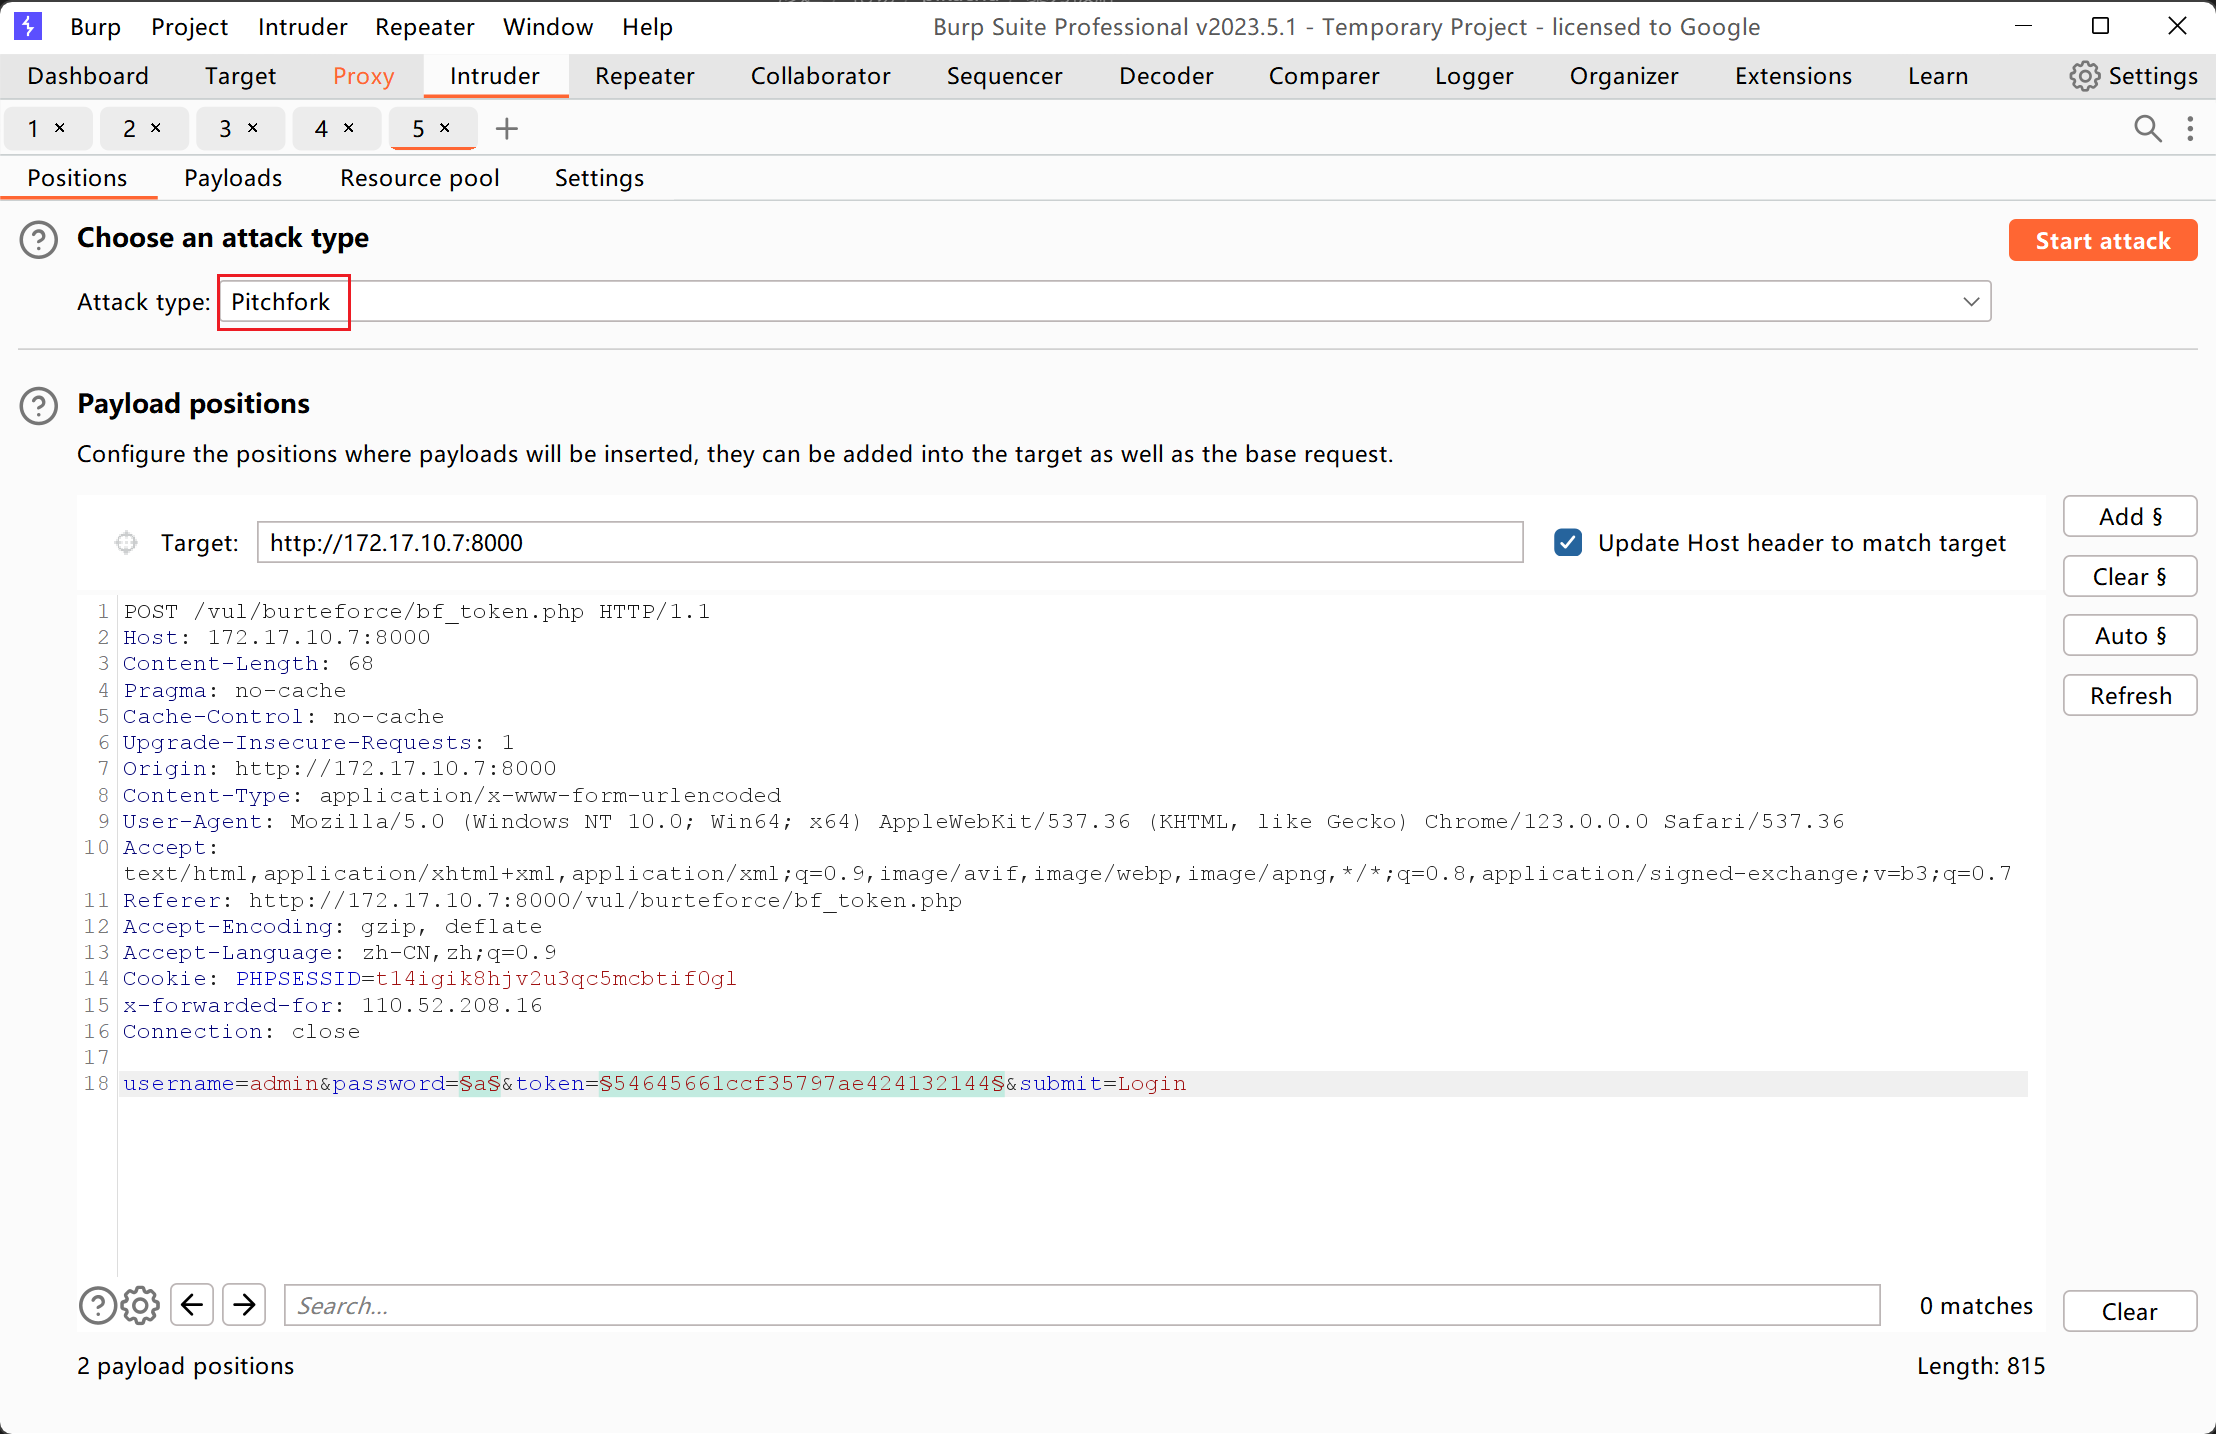 Burp Project Intruder Repeater Window Help Burp Suite Professional v2023.5.1 - Temporary Project - licensed to Google
Dashboard Target Proxy Intruder Repeater Collaborator Sequencer Decoder Comparer Logger Organizer Extensions Learn Settings
1 × 2 × 3 × 4 × 5 × +
Positions Payloads Resource pool Settings
? Choose an attack type Start attack
Attack type: Pitchfork
? Payload positions
Configure the positions where payloads will be inserted, they can be added into the target as well as the base request.
Target: http://172.17.10.7:8000 Update Host header to match target
Add §
Clear §
Auto §
Refresh
1 POST /vul/burteforce/bf_token.php HTTP/1.1
2 Host: 172.17.10.7:8000
3 Content-Length: 68
4 Pragma: no-cache
5 Cache-Control: no-cache
6 Upgrade-Insecure-Requests: 1
7 Origin: http://172.17.10.7:8000
8 Content-Type: application/x-www-form-urlencoded
9 User-Agent: Mozilla/5.0 (Windows NT 10.0; Win64; x64) AppleWebKit/537.36 (KHTML, like Gecko) Chrome/123.0.0.0 Safari/537.36
10 Accept:
text/html,application/xhtml+xml,application/xml;q=0.9,image/avif,image/webp,image/apng,*/*;q=0.8,application/signed-exchange;v=b3;q=0.7
11 Referer: http://172.17.10.7:8000/vul/burteforce/bf_token.php
12 Accept-Encoding: gzip, deflate
13 Accept-Language: zh-CN,zh;q=0.9
14 Cookie: PHPSESSID=t14igik8hjv2u3qc5mcbtif0gl
15 x-forwarded-for: 110.52.208.16
16 Connection: close
17
18 username=admin&password=§a§&token=§54645661ccf35797ae424132144§&submit=Login
? Search... 0 matches Clear
2 payload positions Length: 815